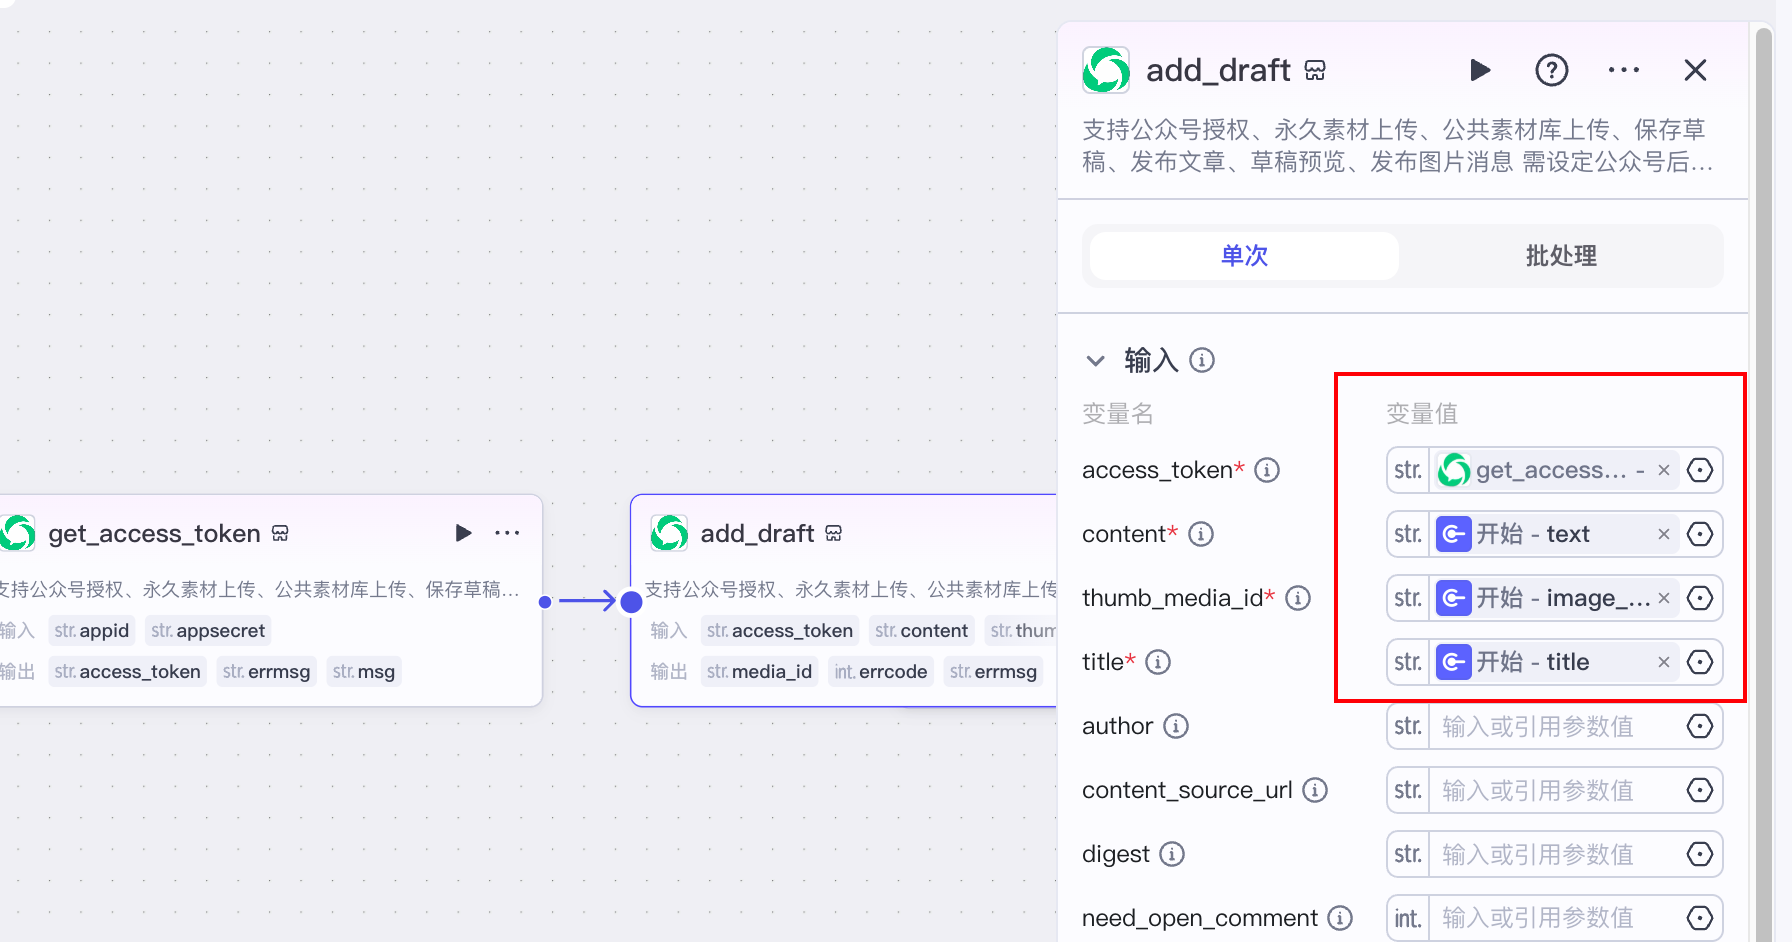 get_access_token
支持公众号授权、永久素材上传、公共素材库上传、保存草稿...
输入 str. appid str. appsecret
输出 str. access_token str. errmsg str. msg
add_draft
支持公众号授权、永久素材上传、公共素材库上传
输入 str. access_token str. content str. thum
输出 str. media_id int. errcode str. errmsg
add_draft
支持公众号授权、永久素材上传、公共素材库上传、保存草
稿、发布文章、草稿预览、发布图片消息 需设定公众号后...
单次 批处理
输入
变量名 变量值
access_token* str. get_access... -
content* str. 开始 - text
thumb_media_id* str. 开始 - image_...
title* str. 开始 - title
author str. 输入或引用参数值
content_source_url str. 输入或引用参数值
digest str. 输入或引用参数值
need_open_comment int. 输入或引用参数值